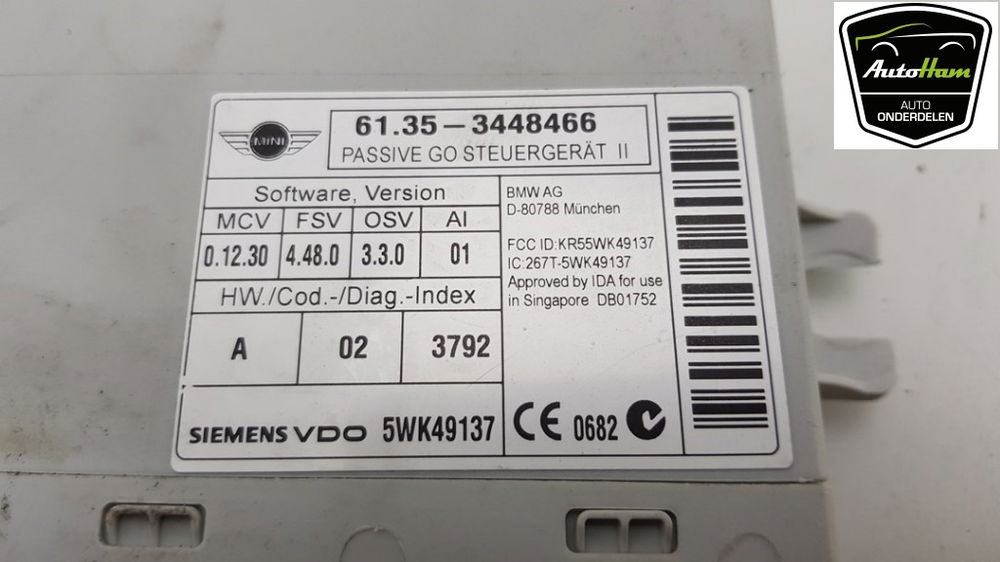 MINI
61.35-3448466
PASSIVE GO STEUERGERÄT II
Software, Version
MCV FSV OSV AI
0.12.30 4.48.0 3.3.0 01
HW./Cod.-/Diag.-Index
A 02 3792
SIEMENS VDO 5WK49137
BMW AG
D-80788 München
FCC ID:KR55WK49137
IC:267T-5WK49137
Approved by IDA for use
in Singapore DB01752
CE 0682
AutoHam
AUTO
ONDERDELEN